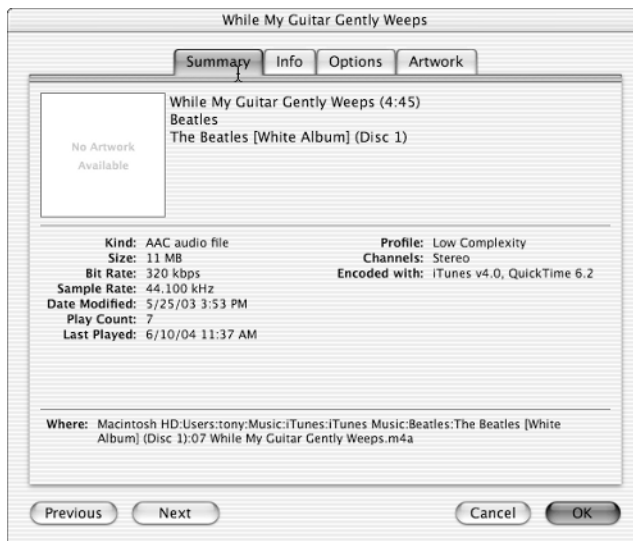 While My Guitar Gently Weeps
Summary Info Options Artwork
No Artwork
Available
While My Guitar Gently Weeps (4:45)
Beatles
The Beatles [White Album] (Disc 1)
Kind: AAC audio file
Size: 11 MB
Bit Rate: 320 kbps
Sample Rate: 44.100 kHz
Date Modified: 5/25/03 3:53 PM
Play Count: 7
Last Played: 6/10/04 11:37 AM
Profile: Low Complexity
Channels: Stereo
Encoded with: iTunes v4.0, QuickTime 6.2
Where: Macintosh HD:Users:tony:Music:iTunes:iTunes Music:Beatles:The Beatles [White
Album] (Disc 1):07 While My Guitar Gently Weeps.m4a
Previous Next Cancel OK